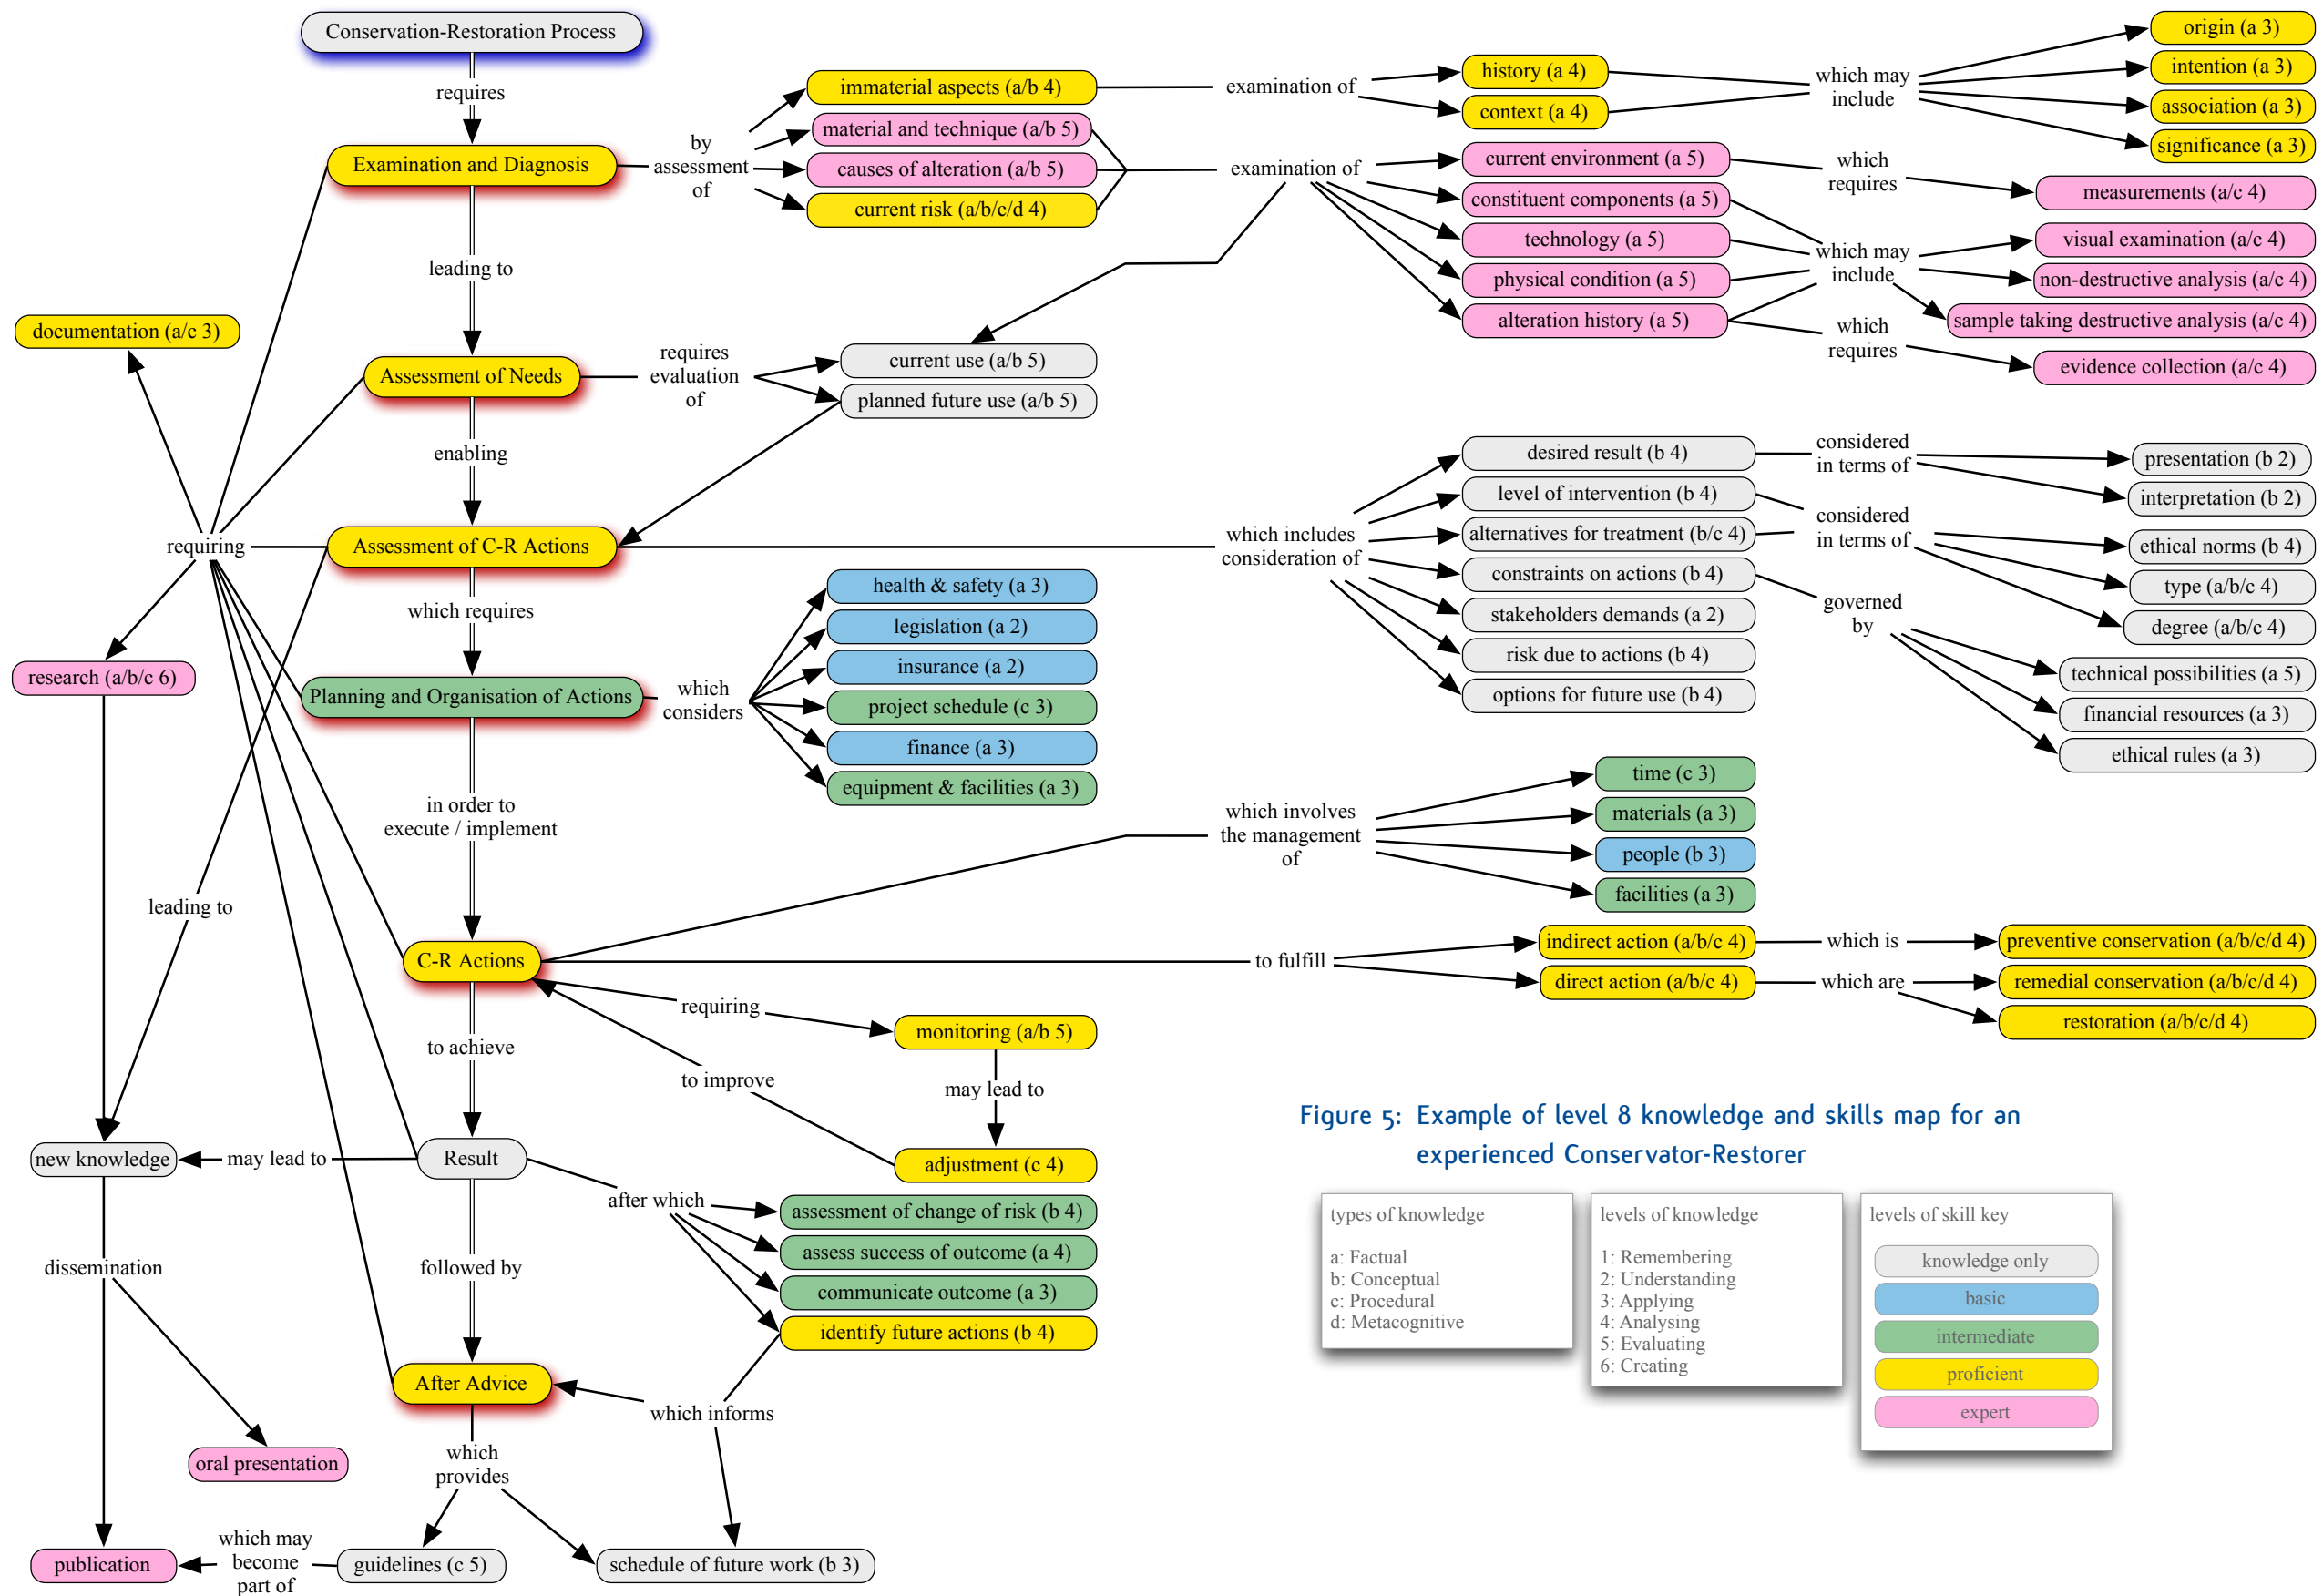 Conservation-Restoration Process
requires
Examination and Diagnosis
by
assessment
of
immaterial aspects (a/b 4)
material and technique (a/b 5)
causes of alteration (a/b 5)
current risk (a/b/c/d 4)
examination of
history (a 4)
context (a 4)
which may
include
origin (a 3)
intention (a 3)
association (a 3)
significance (a 3)
examination of
current environment (a 5)
constituent components (a 5)
technology (a 5)
physical condition (a 5)
alteration history (a 5)
which
requires
measurements (a/c 4)
which may
include
visual examination (a/c 4)
non-destructive analysis (a/c 4)
sample taking destructive analysis (a/c 4)
which
requires
evidence collection (a/c 4)
leading to
documentation (a/c 3)
Assessment of Needs
requires
evaluation
of
current use (a/b 5)
planned future use (a/b 5)
enabling
requiring
Assessment of C-R Actions
which includes
consideration of
desired result (b 4)
level of intervention (b 4)
alternatives for treatment (b/c 4)
constraints on actions (b 4)
stakeholders demands (a 2)
risk due to actions (b 4)
options for future use (b 4)
considered
in terms of
presentation (b 2)
interpretation (b 2)
considered
in terms of
ethical norms (b 4)
type (a/b/c 4)
degree (a/b/c 4)
governed
by
technical possibilities (a 5)
financial resources (a 3)
ethical rules (a 3)
which requires
research (a/b/c 6)
Planning and Organisation of Actions
which
considers
health & safety (a 3)
legislation (a 2)
insurance (a 2)
project schedule (c 3)
finance (a 3)
equipment & facilities (a 3)
in order to
execute / implement
leading to
which involves
the management
of
time (c 3)
materials (a 3)
people (b 3)
facilities (a 3)
C-R Actions
to fulfill
indirect action (a/b/c 4)
direct action (a/b/c 4)
which is
which are
preventive conservation (a/b/c/d 4)
remedial conservation (a/b/c/d 4)
restoration (a/b/c/d 4)
requiring
monitoring (a/b 5)
to achieve
to improve
may lead to
adjustment (c 4)
new knowledge
may lead to
Result
after which
assessment of change of risk (b 4)
assess success of outcome (a 4)
communicate outcome (a 3)
identify future actions (b 4)
dissemination
followed by
After Advice
which informs
oral presentation
which
provides
publication
which may
become
part of
guidelines (c 5)
schedule of future work (b 3)
Figure 5: Example of level 8 knowledge and skills map for an
experienced Conservator-Restorer
types of knowledge
a: Factual
b: Conceptual
c: Procedural
d: Metacognitive
levels of knowledge
1: Remembering
2: Understanding
3: Applying
4: Analysing
5: Evaluating
6: Creating
levels of skill key
knowledge only
basic
intermediate
proficient
expert